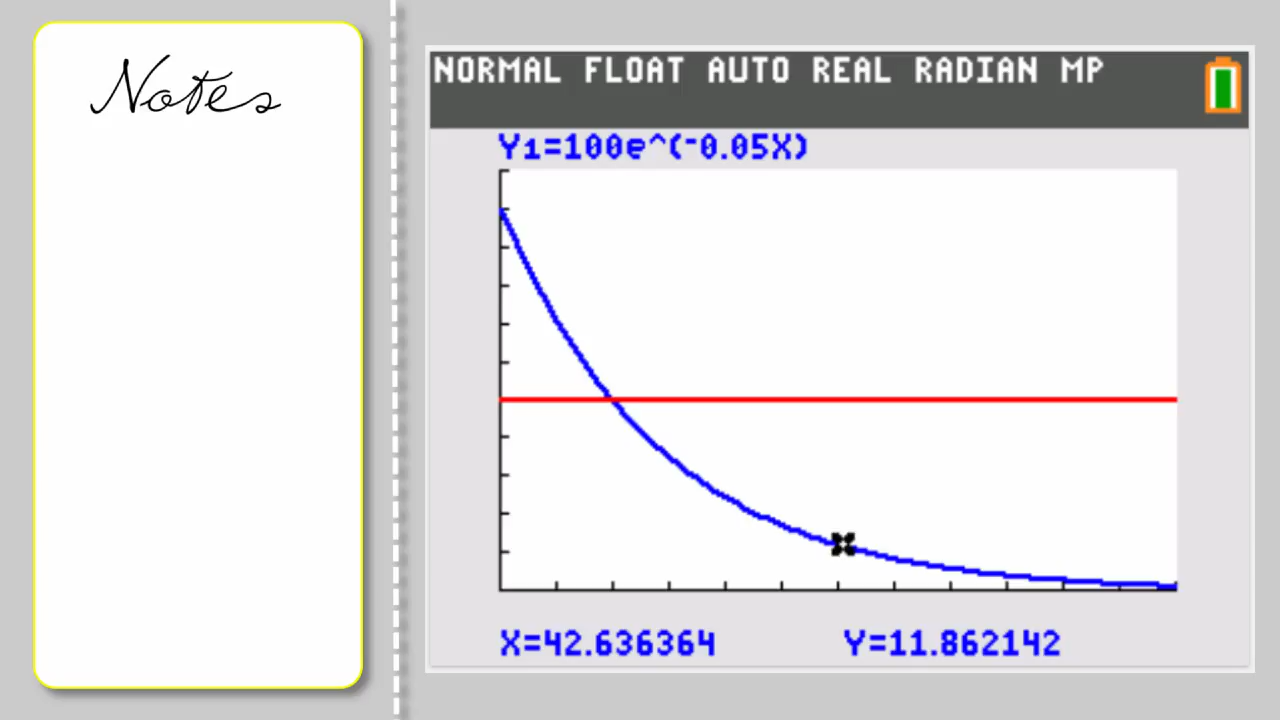 Notes
NORMAL FLOAT AUTO REAL RADIAN MP
Y1=100e^(-0.05X)
X=42.636364 Y=11.862142